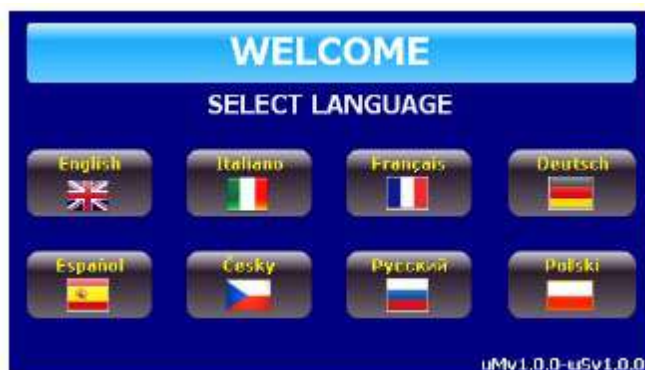 WELCOME
SELECT LANGUAGE
English Italiano Français Deutsch
Español Česky Русский Polski
uMv1.0.0-uSv1.0.0